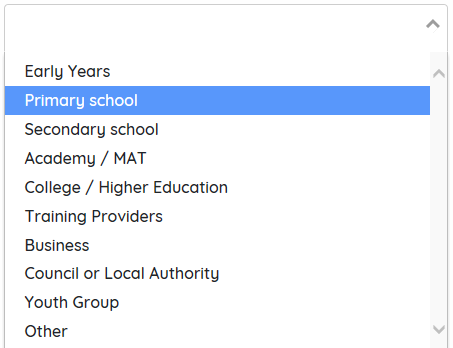 Early Years
Primary school
Secondary school
Academy / MAT
College / Higher Education
Training Providers
Business
Council or Local Authority
Youth Group
Other